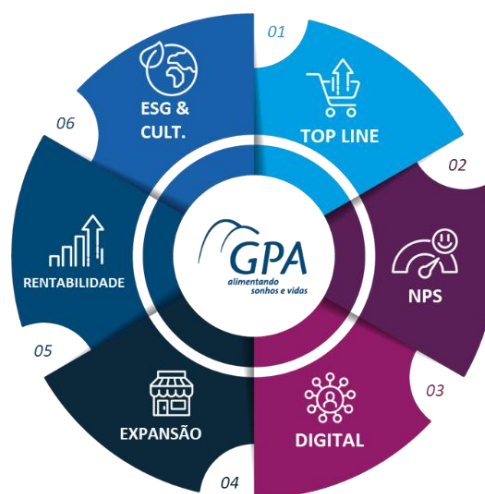 01
TOP LINE
02
NPS
03
DIGITAL
04
EXPANSÃO
05
RENTABILIDADE
06
ESG &
CULT.
GPA
alimentando
sonhos e vidas